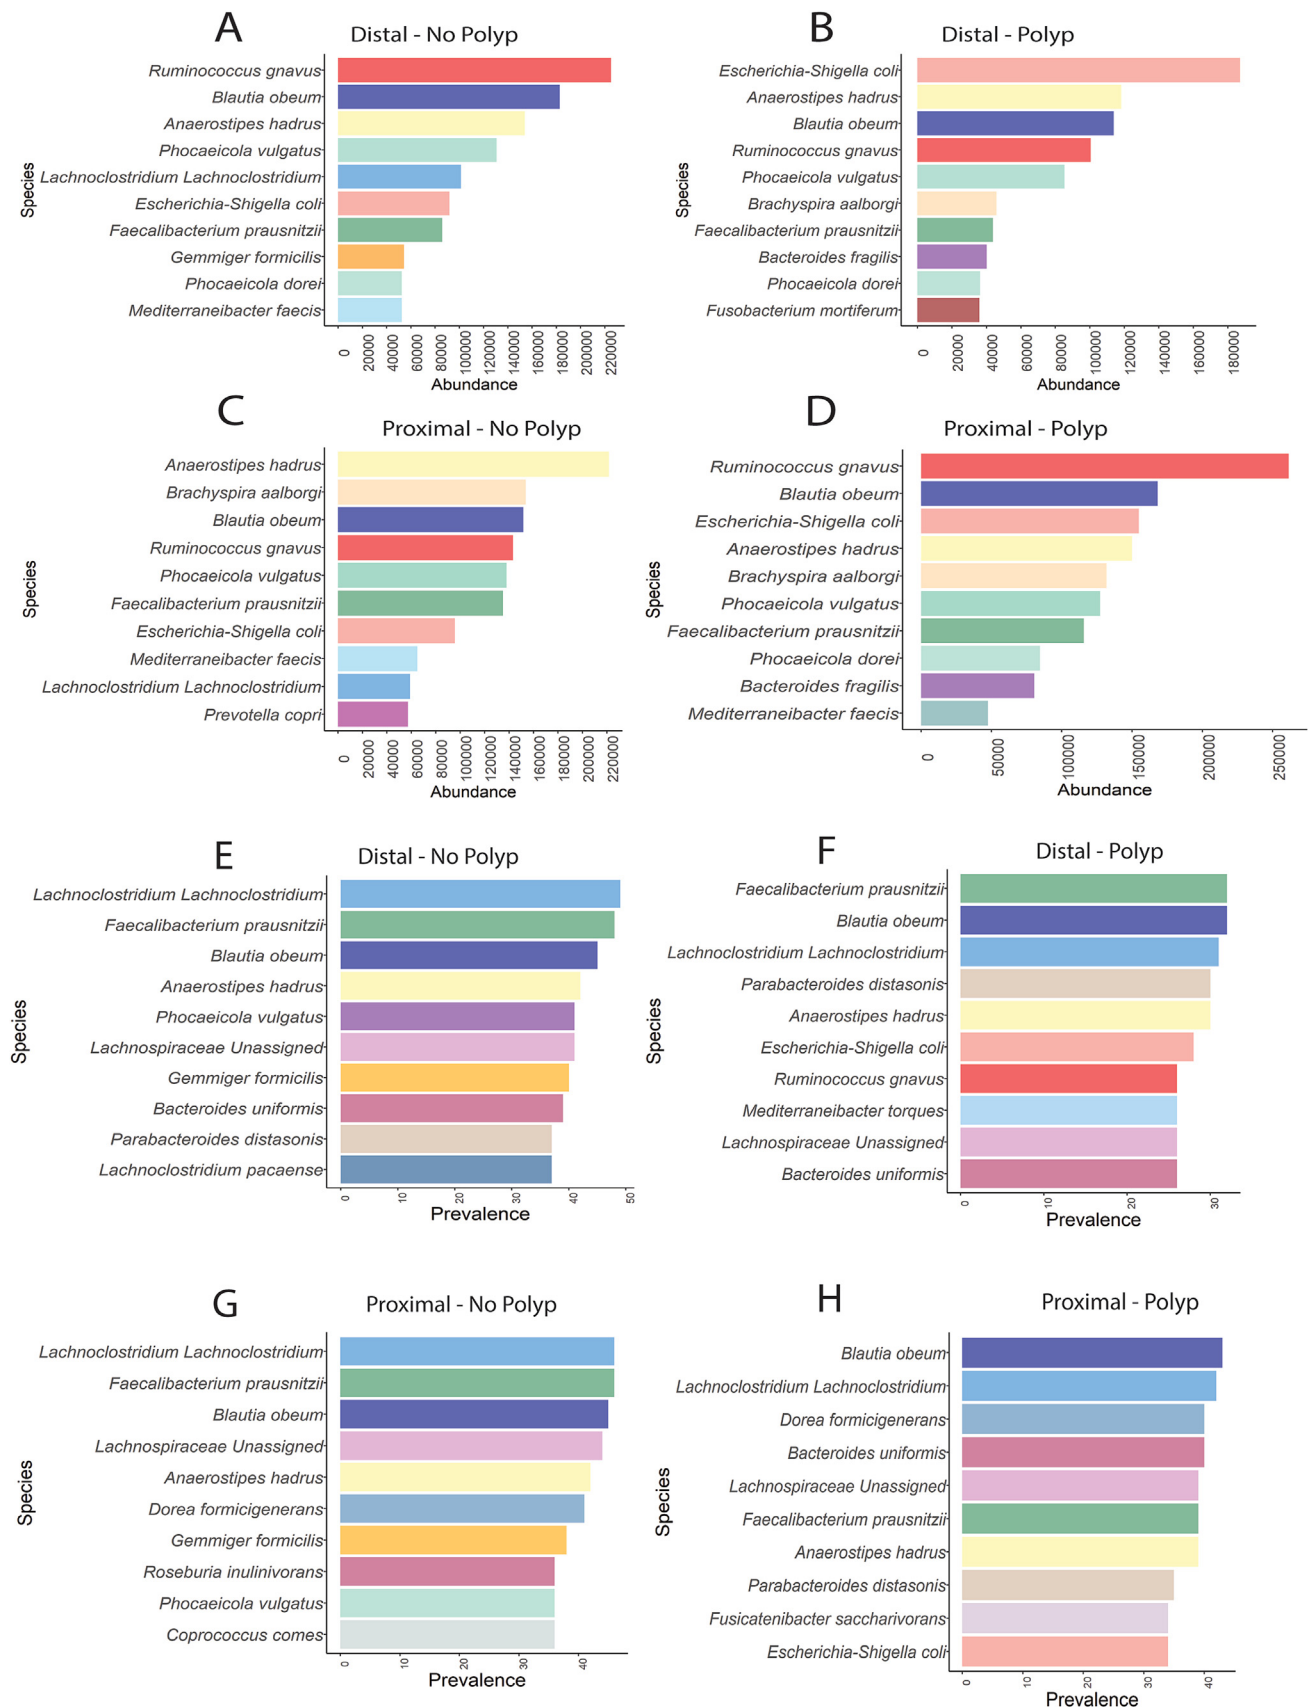 A
Distal - No Polyp
Species
Ruminococcus gnavus
Blautia obeum
Anaerostipes hadrus
Phocaeicola vulgatus
Lachnoclostridium Lachnoclostridium
Escherichia-Shigella coli
Faecalibacterium prausnitzii
Gemmiger formicilis
Phocaeicola dorei
Mediterraneibacter faecis
0 20000 40000 60000 80000 100000 120000 140000 160000 180000 200000 220000
Abundance
B
Distal - Polyp
Species
Escherichia-Shigella coli
Anaerostipes hadrus
Blautia obeum
Ruminococcus gnavus
Phocaeicola vulgatus
Brachyspira aalborgi
Faecalibacterium prausnitzii
Bacteroides fragilis
Phocaeicola dorei
Fusobacterium mortiferum
0 20000 40000 60000 80000 100000 120000 140000 160000 180000
Abundance
C
Proximal - No Polyp
Species
Anaerostipes hadrus
Brachyspira aalborgi
Blautia obeum
Ruminococcus gnavus
Phocaeicola vulgatus
Faecalibacterium prausnitzii
Escherichia-Shigella coli
Mediterraneibacter faecis
Lachnoclostridium Lachnoclostridium
Prevotella copri
0 20000 40000 60000 80000 100000 120000 140000 160000 180000 200000 220000
Abundance
D
Proximal - Polyp
Species
Ruminococcus gnavus
Blautia obeum
Escherichia-Shigella coli
Anaerostipes hadrus
Brachyspira aalborgi
Phocaeicola vulgatus
Faecalibacterium prausnitzii
Phocaeicola dorei
Bacteroides fragilis
Mediterraneibacter faecis
0 50000 100000 150000 200000 250000
Abundance
E
Distal - No Polyp
Species
Lachnoclostridium Lachnoclostridium
Faecalibacterium prausnitzii
Blautia obeum
Anaerostipes hadrus
Phocaeicola vulgatus
Lachnospiraceae Unassigned
Gemmiger formicilis
Bacteroides uniformis
Parabacteroides distasonis
Lachnoclostridium pacaense
0 10 20 30 40 50
Prevalence
F
Distal - Polyp
Species
Faecalibacterium prausnitzii
Blautia obeum
Lachnoclostridium Lachnoclostridium
Parabacteroides distasonis
Anaerostipes hadrus
Escherichia-Shigella coli
Ruminococcus gnavus
Mediterraneibacter torques
Lachnospiraceae Unassigned
Bacteroides uniformis
0 10 20 30
Prevalence
G
Proximal - No Polyp
Species
Lachnoclostridium Lachnoclostridium
Faecalibacterium prausnitzii
Blautia obeum
Lachnospiraceae Unassigned
Anaerostipes hadrus
Dorea formicigenerans
Gemmiger formicilis
Roseburia inulinivorans
Phocaeicola vulgatus
Coprococcus comes
0 10 20 30 40
Prevalence
H
Proximal - Polyp
Species
Blautia obeum
Lachnoclostridium Lachnoclostridium
Dorea formicigenerans
Bacteroides uniformis
Lachnospiraceae Unassigned
Faecalibacterium prausnitzii
Anaerostipes hadrus
Parabacteroides distasonis
Fusicatenibacter saccharivorans
Escherichia-Shigella coli
0 10 20 30 40
Prevalence